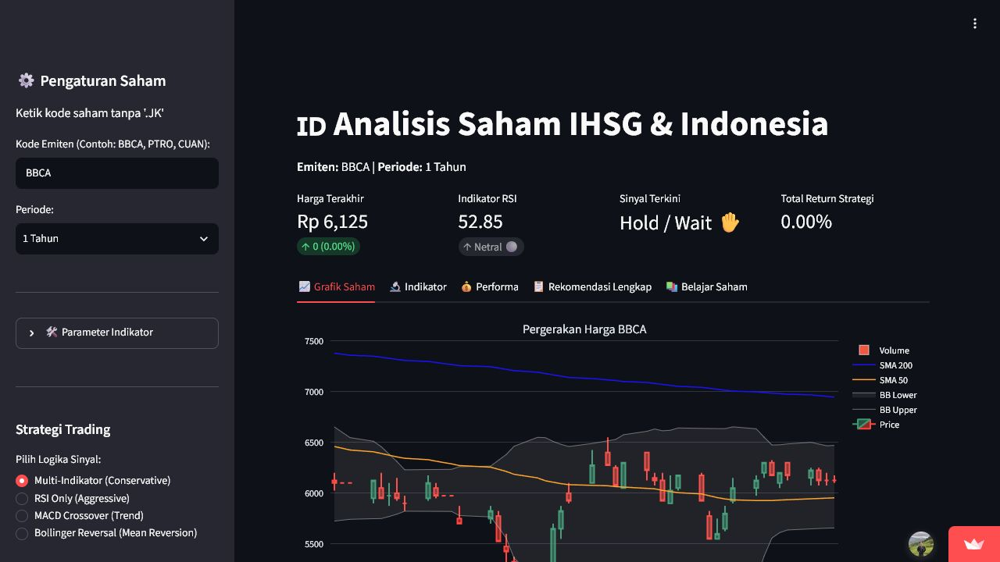 Pengaturan Saham
Ketik kode saham tanpa '.JK'
Kode Emiten (Contoh: BBCA, PTRO, CUAN):
BBCA
Periode:
1 Tahun
Parameter Indikator
Strategi Trading
Pilih Logika Sinyal:
Multi-Indikator (Conservative)
RSI Only (Aggressive)
MACD Crossover (Trend)
Bollinger Reversal (Mean Reversion)
ID Analisis Saham IHSG & Indonesia
Emiten: BBCA | Periode: 1 Tahun
Harga Terakhir
Rp 6,125
↑ 0 (0.00%)
Indikator RSI
52.85
↑ Netral
Sinyal Terkini
Hold / Wait
Total Return Strategi
0.00%
Grafik Saham
Indikator
Performa
Rekomendasi Lengkap
Belajar Saham
Pergerakan Harga BBCA
7500
7000
6500
6000
5500
Volume
SMA 200
SMA 50
BB Lower
BB Upper
Price